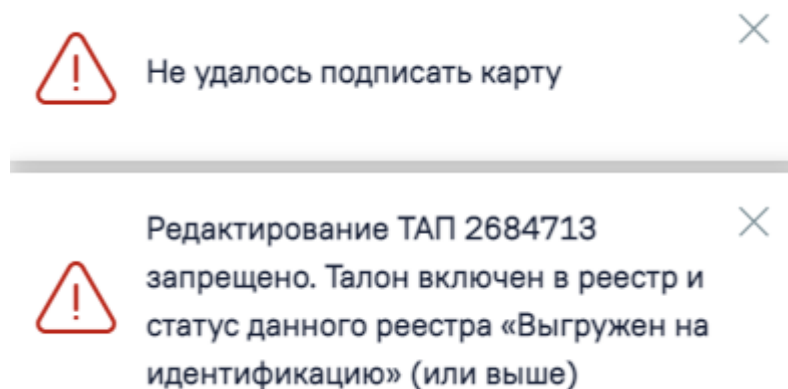 Не удалось подписать карту
Редактирование ТАП 2684713
запрещено. Талон включен в реестр и
статус данного реестра «Выгружен на
идентификацию» (или выше)